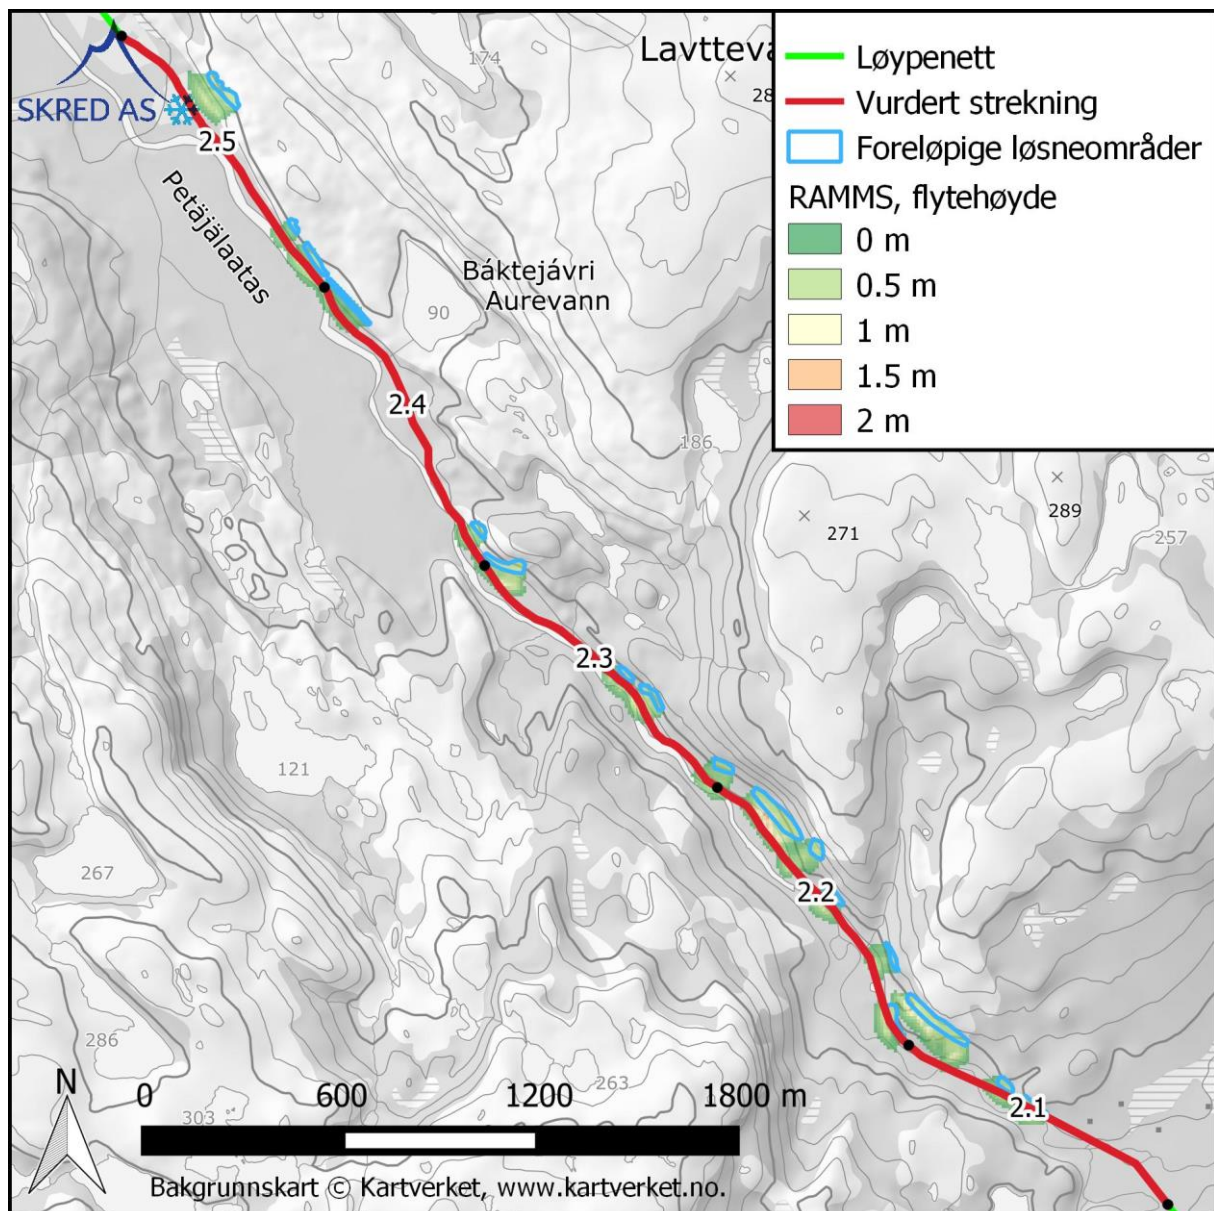 Lavtteva
174
28
Løypenett
Vurdert strekning
Foreløpige løsneområder
RAMMS, flytehøyde
0 m
0.5 m
1 m
1.5 m
2 m
SKRED AS
2.5
Petäjälaatas
Báktejávri
Aurevann
90
2.4
186
271
289
257
2.3
121
267
2.2
286
263
303
2.1
N
0 600 1200 1800 m
Bakgrunnskart © Kartverket, www.kartverket.no.